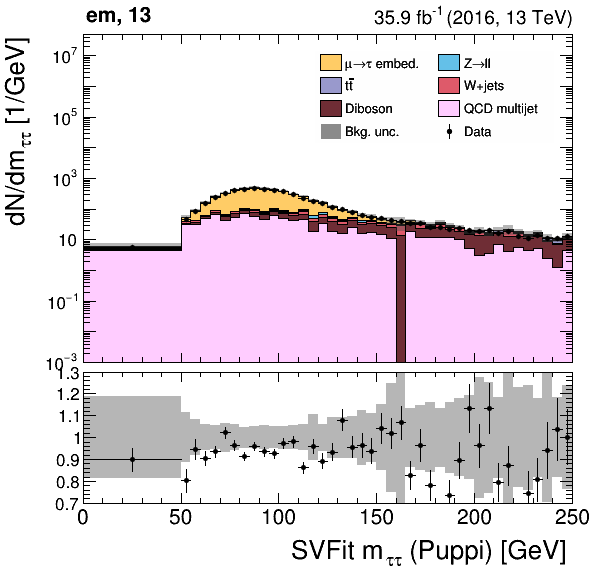 em, 13
35.9 fb⁻¹ (2016, 13 TeV)
dN/dmττ [1/GeV]
10⁷
10⁵
10³
10
10⁻¹
10⁻³
μ→τ embed.
Z→ll
tt̄
W+jets
Diboson
QCD multijet
Bkg. unc.
Data
1.3
1.2
1.1
1
0.9
0.8
0.7
0 50 100 150 200 250
SVFit mττ (Puppi) [GeV]